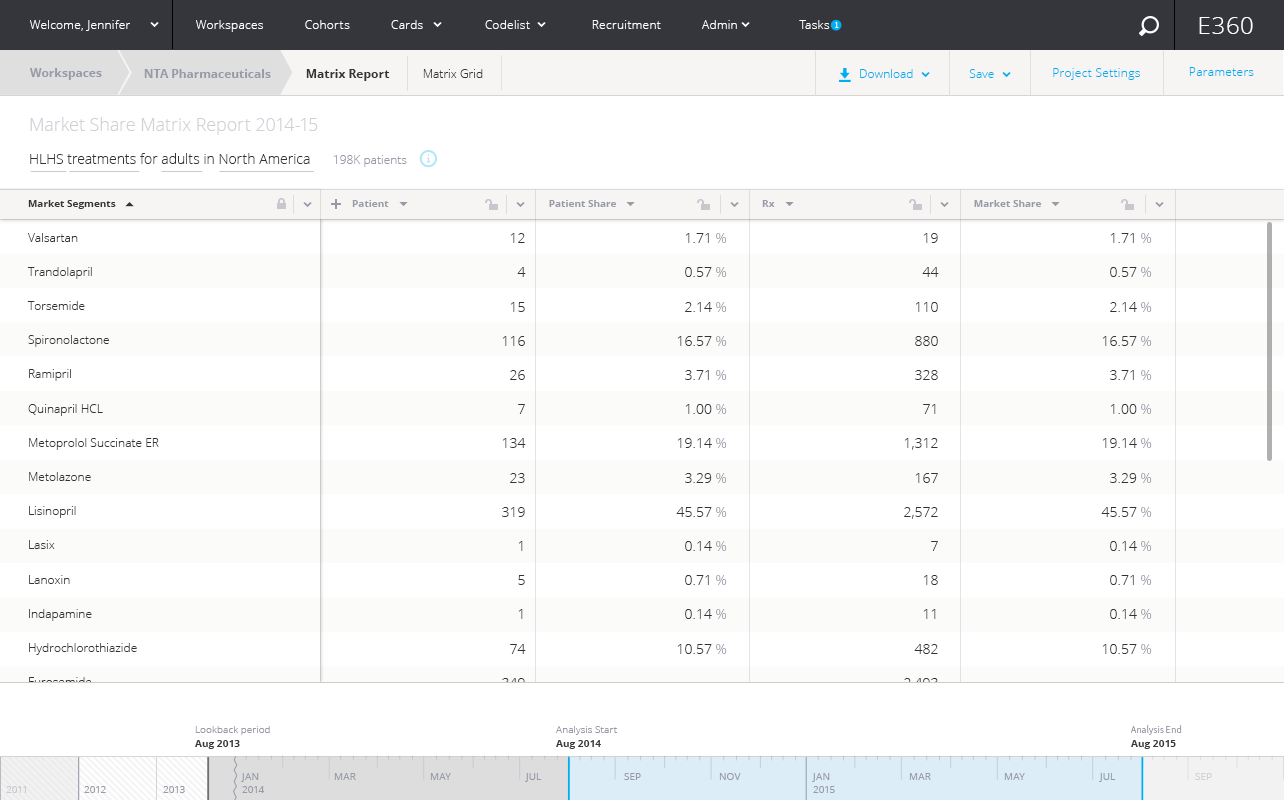 Welcome, Jennifer Workspaces Cohorts Cards Codelist Recruitment Admin Tasks 1 E360
Workspaces NTA Pharmaceuticals Matrix Report Matrix Grid Download Save Project Settings Parameters
Market Share Matrix Report 2014-15
HLHS treatments for adults in North America 198K patients i
Market Segments Patient Patient Share Rx Market Share
Valsartan 12 1.71 % 19 1.71 %
Trandolapril 4 0.57 % 44 0.57 %
Torsemide 15 2.14 % 110 2.14 %
Spironolactone 116 16.57 % 880 16.57 %
Ramipril 26 3.71 % 328 3.71 %
Quinapril HCL 7 1.00 % 71 1.00 %
Metoprolol Succinate ER 134 19.14 % 1,312 19.14 %
Metolazone 23 3.29 % 167 3.29 %
Lisinopril 319 45.57 % 2,572 45.57 %
Lasix 1 0.14 % 7 0.14 %
Lanoxin 5 0.71 % 18 0.71 %
Indapamine 1 0.14 % 11 0.14 %
Hydrochlorothiazide 74 10.57 % 482 10.57 %
Furosemide
Lookback period Analysis Start Analysis End
Aug 2013 Aug 2014 Aug 2015
JAN MAR MAY JUL SEP NOV JAN MAR MAY JUL SEP
2011 2012 2013 2014 2015